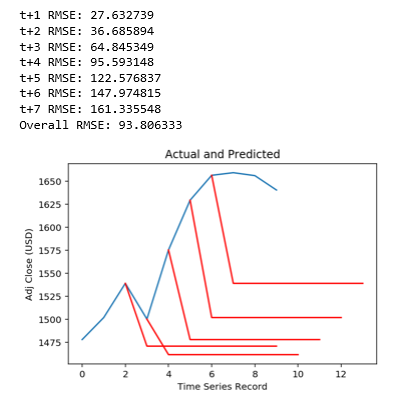 t+1 RMSE: 27.632739
t+2 RMSE: 36.685894
t+3 RMSE: 64.845349
t+4 RMSE: 95.593148
t+5 RMSE: 122.576837
t+6 RMSE: 147.974815
t+7 RMSE: 161.335548
Overall RMSE: 93.806333
Actual and Predicted
Adj Close (USD)
1650
1625
1600
1575
1550
1525
1500
1475
0 2 4 6 8 10 12
Time Series Record